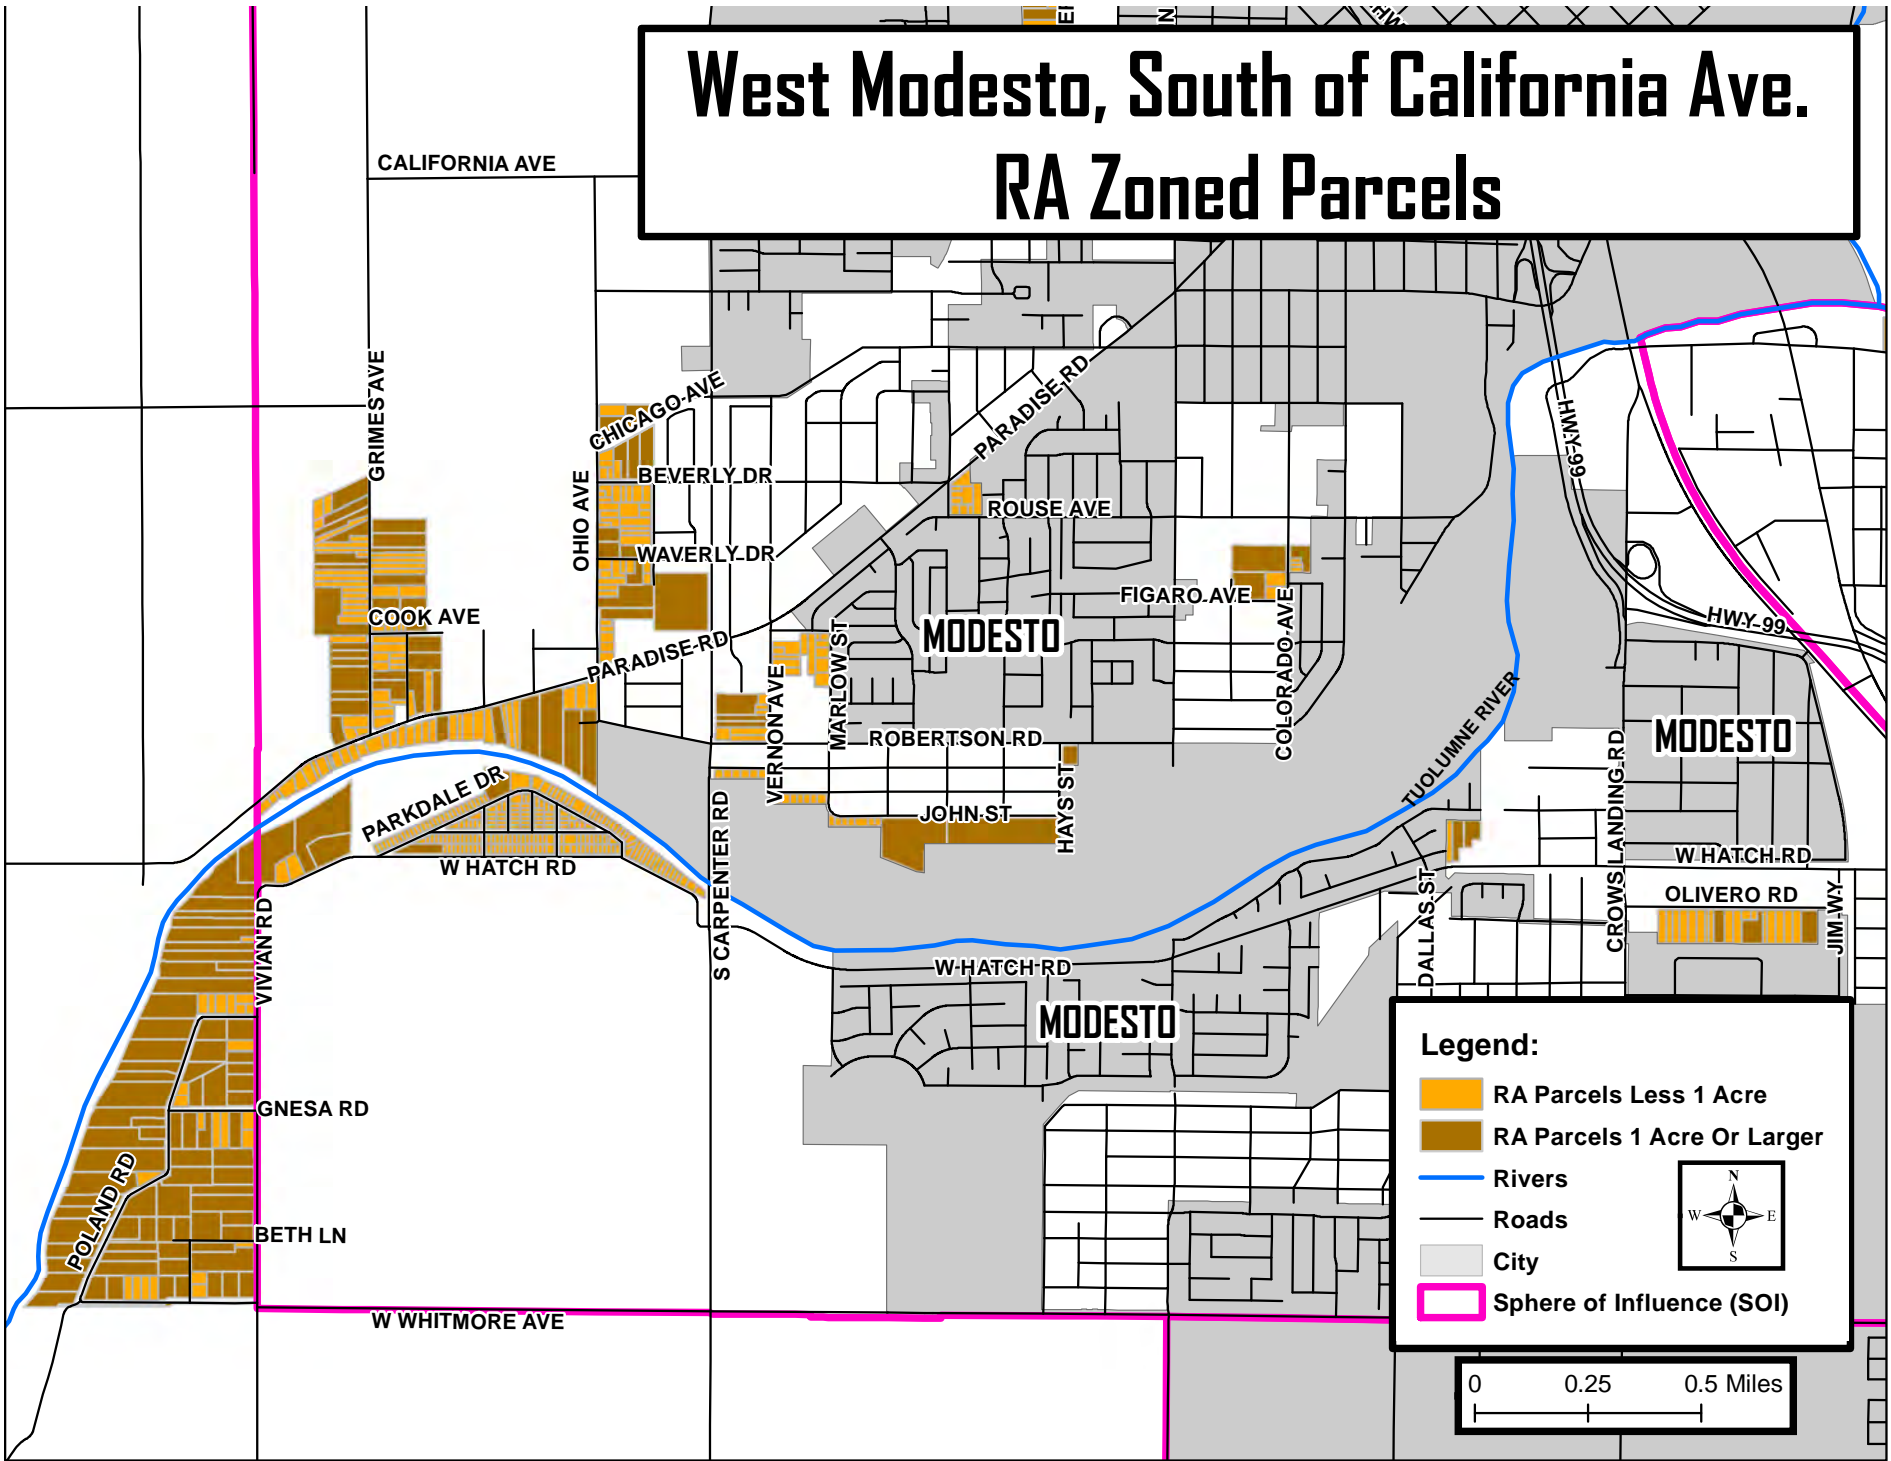 West Modesto, South of California Ave.
RA Zoned Parcels
CALIFORNIA AVE
GRIMES AVE
CHICAGO AVE
PARADISE RD
HWY 99
BEVERLY DR
OHIO AVE
ROUSE AVE
WAVERLY DR
FIGARO AVE
COOK AVE
MODESTO
HWY 99
PARADISE RD
MARLOW ST
COLORADO AVE
VERNON AVE
TUOLUMNE RIVER
MODESTO
ROBERTSON RD
CROWS LANDING RD
PARKDALE DR
HAYS ST
JOHN ST
W HATCH RD
W HATCH RD
S CARPENTER RD
DALLAS ST
OLIVERO RD
JIM WY
VIVIAN RD
W HATCH RD
MODESTO
GNESA RD
POLAND RD
BETH LN
W WHITMORE AVE
Legend:
RA Parcels Less 1 Acre
RA Parcels 1 Acre Or Larger
Rivers
Roads
City
Sphere of Influence (SOI)
N
W E
S
0 0.25 0.5 Miles